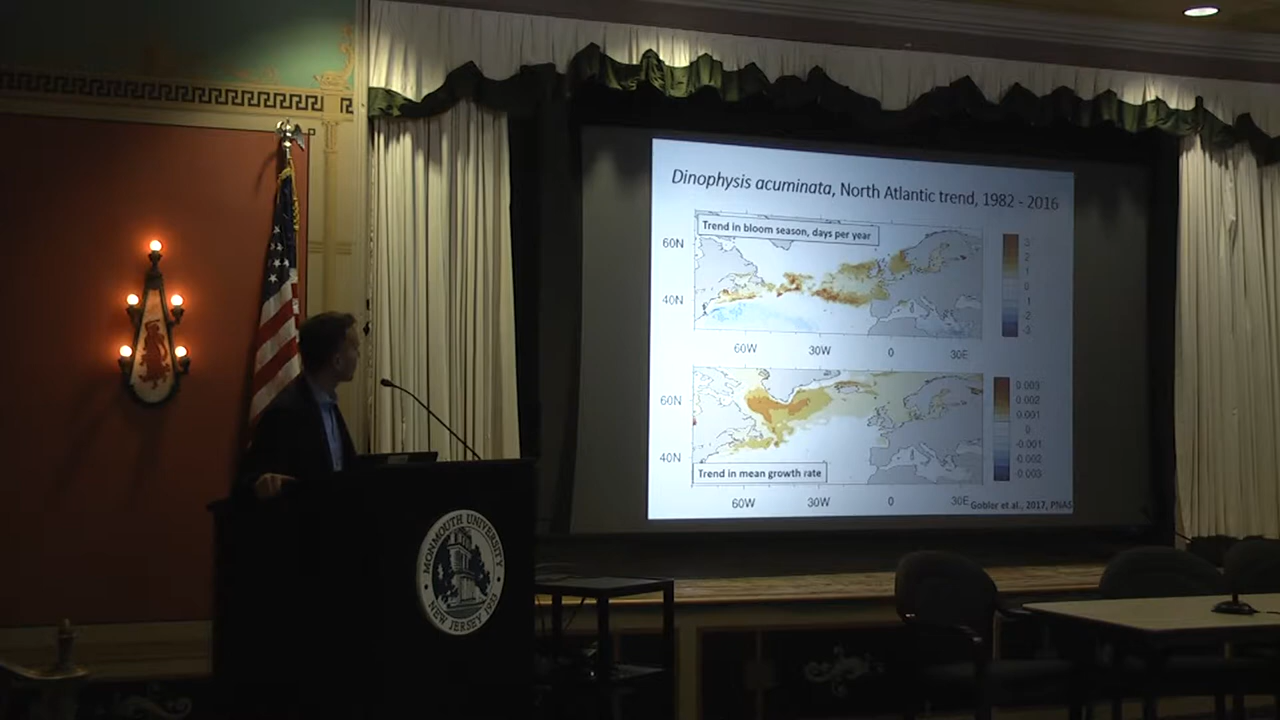 Dinophysis acuminata, North Atlantic trend, 1982 - 2016
Trend in bloom season, days per year
60N
40N
60W 30W 0 30E
3
2
1
0
1
2
-3
60N
40N
Trend in mean growth rate
60W 30W 0 30E
0.003
0.002
0.001
0
-0.001
-0.002
0.003
Gobler et al., 2017, PNAS
MONMOUTH UNIVERSITY
NEW JERSEY 1933